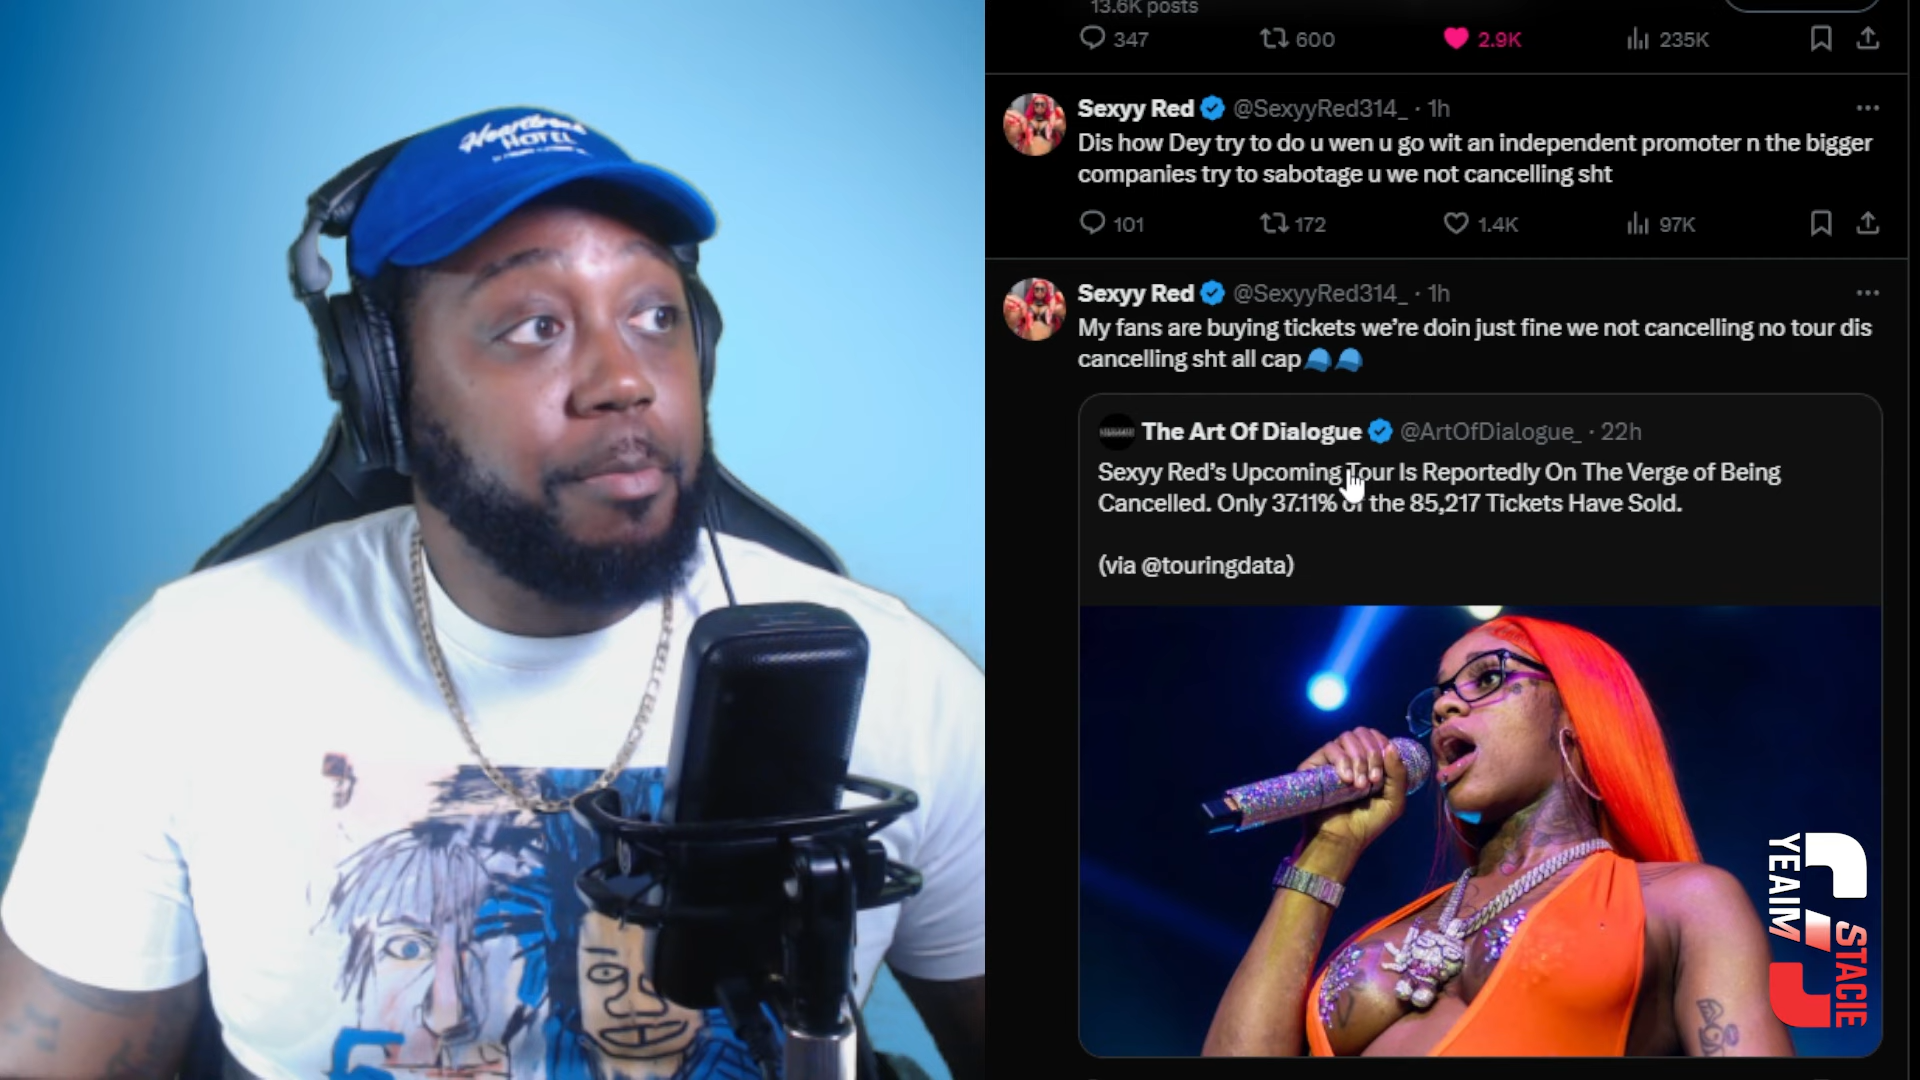 Heartbreak
HOTEL
13.6K posts
347 600 2.9K 235K
Sexyy Red @SexyyRed314_ · 1h
Dis how Dey try to do u wen u go wit an independent promoter n the bigger
companies try to sabotage u we not cancelling sht
101 172 1.4K 97K
Sexyy Red @SexyyRed314_ · 1h
My fans are buying tickets we’re doin just fine we not cancelling no tour dis
cancelling sht all cap🧢🧢
The Art Of Dialogue @ArtOfDialogue_ · 22h
Sexyy Red’s Upcoming Tour Is Reportedly On The Verge of Being
Cancelled. Only 37.11% of the 85,217 Tickets Have Sold.
(via @touringdata)
YEAIM
STACIE